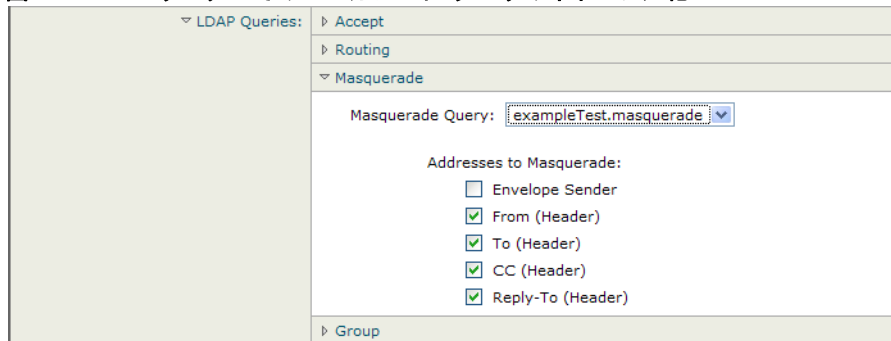 LDAP Queries:
Accept
Routing
Masquerade
Masquerade Query: exampleTest.masquerade
Addresses to Masquerade:
Envelope Sender
From (Header)
To (Header)
CC (Header)
Reply-To (Header)
Group